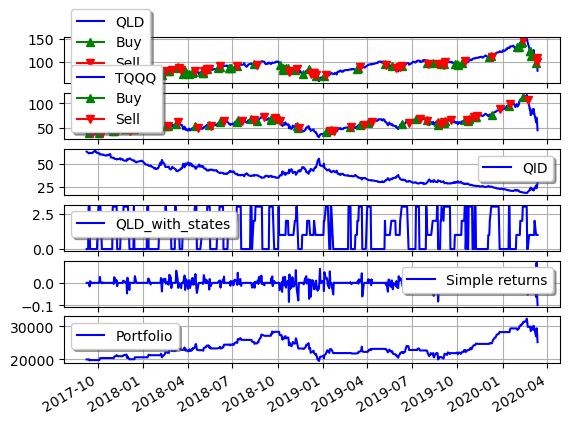 QLD
Buy
Sell
150
100
TQQQ
Buy
Sell
100
50
QID
50
25
QLD_with_states
2.5
0.0
Simple returns
0.0
−0.1
Portfolio
30000
20000
2017-10 2018-01 2018-04 2018-07 2018-10 2019-01 2019-04 2019-07 2019-10 2020-01 2020-04